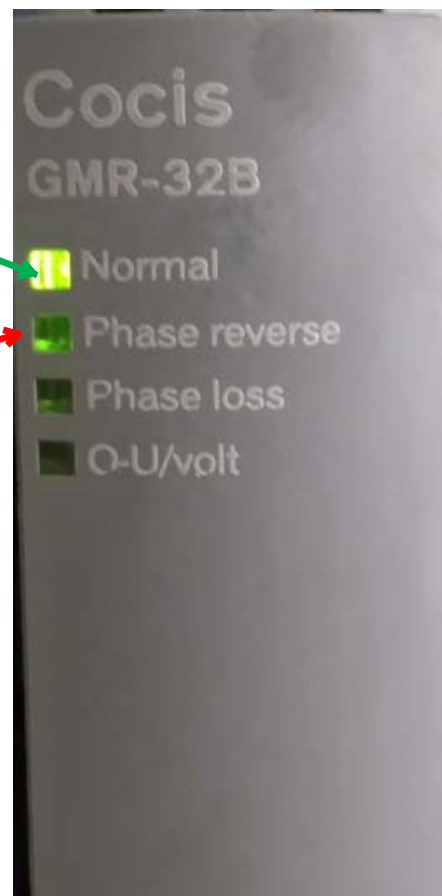 Cocis
GMR-32B
Normal
Phase reverse
Phase loss
O-U/volt